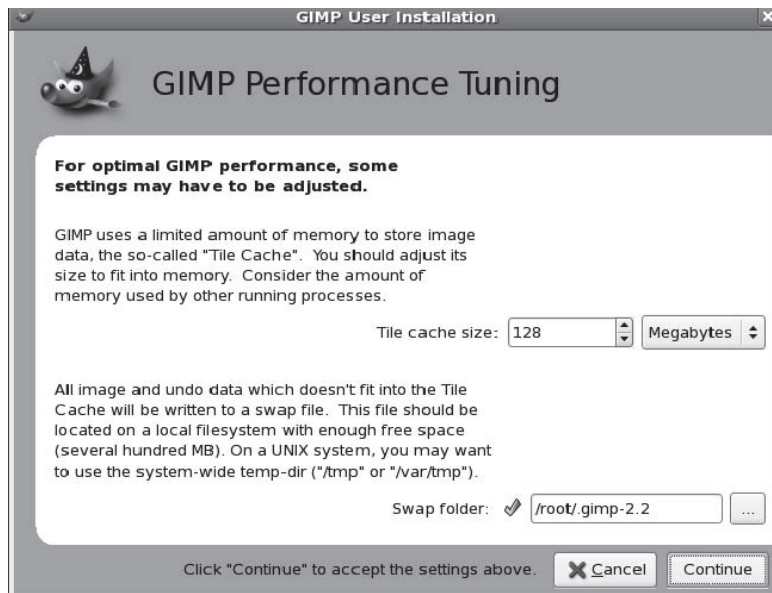 GIMP User Installation
GIMP Performance Tuning
For optimal GIMP performance, some
settings may have to be adjusted.
GIMP uses a limited amount of memory to store image
data, the so-called "Tile Cache". You should adjust its
size to fit into memory. Consider the amount of
memory used by other running processes.
Tile cache size: 128 Megabytes
All image and undo data which doesn't fit into the Tile
Cache will be written to a swap file. This file should be
located on a local filesystem with enough free space
(several hundred MB). On a UNIX system, you may want
to use the system-wide temp-dir ("/tmp" or "/var/tmp").
Swap folder: /root/.gimp-2.2 ...
Click "Continue" to accept the settings above. Cancel Continue